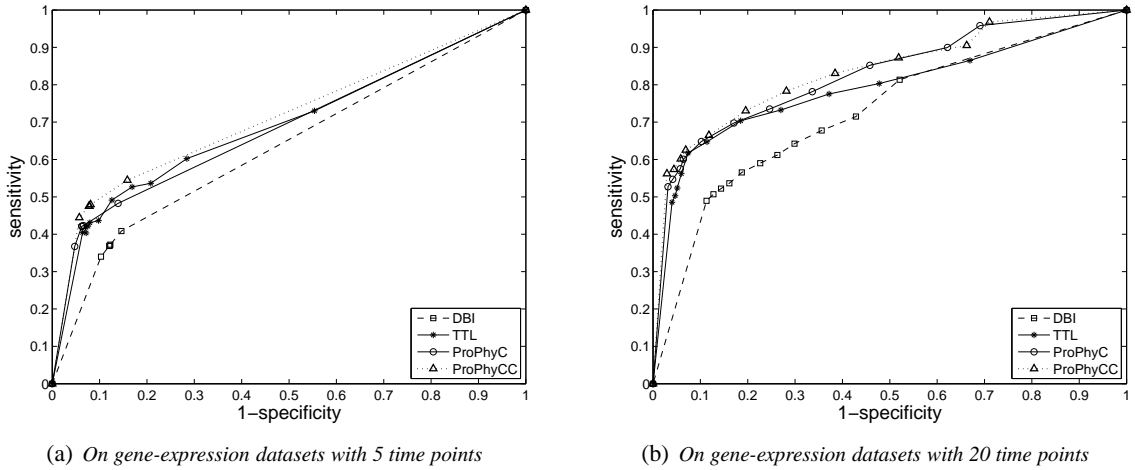 1
0.9
0.8
0.7
0.6
0.5
0.4
0.3
0.2
0.1
0
sensitivity
0 0.1 0.2 0.3 0.4 0.5 0.6 0.7 0.8 0.9 1
1−specificity
DBI
TTL
ProPhyC
ProPhyCC
(a) On gene-expression datasets with 5 time points
1
0.9
0.8
0.7
0.6
0.5
0.4
0.3
0.2
0.1
0
sensitivity
0 0.1 0.2 0.3 0.4 0.5 0.6 0.7 0.8 0.9 1
1−specificity
DBI
TTL
ProPhyC
ProPhyCC
(b) On gene-expression datasets with 20 time points